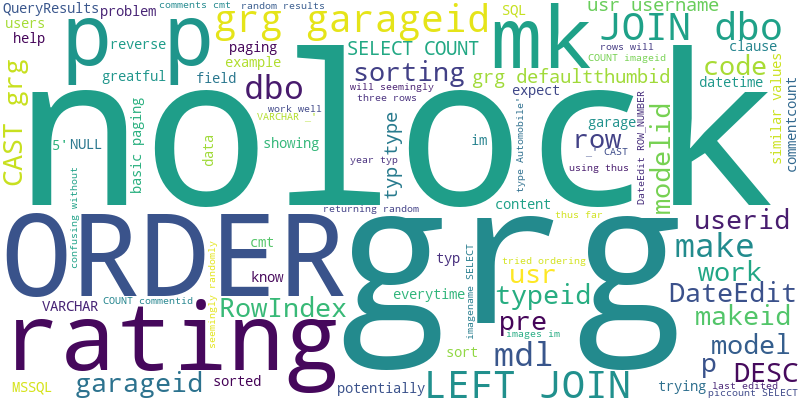 QueryResults problem comments cmt random results
users p p grg garageid mk SQL usr username
help reverse paging SELECT COUNT JOIN dbo rows will clause
greatful field example sorting COUNT imageid
CAST grg nolock dbo will seemingly three rows grg defaultthumbid code datetime
work well expect modelid similar values
5' NULL basic paging data VARCHAR _' typ type type Automobile' garage DateEdit ROW_NUMBER commentcount
showing im row _' CAST
year typ using thus
confusing without returning random content thus far userid
ORDER grg cmt typ imagename SELECT tried ordering make
seemingly randomly know usr work
VARCHAR COUNT commentid RowIndex everytime typeid DateEdit
rating pre images im makeid
sort mdl model
MSSQL garageid sorted potentially LEFT JOIN trying p DESC
last edited
piccount SELECT